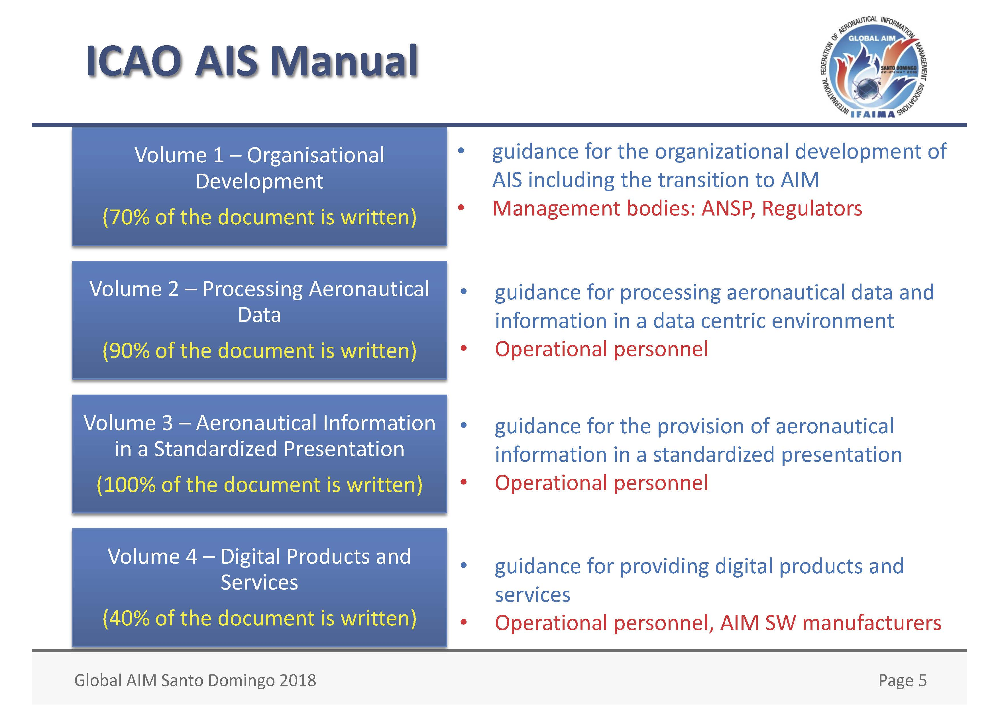 ICAO AIS Manual
INTERNATIONAL FEDERATION OF AERONAUTICAL INFORMATION MANAGEMENT ASSOCIATIONS
GLOBAL AIM
SANTO DOMINGO
22-24 MAY 2018
IFAIMA
Volume 1 – Organisational
Development
(70% of the document is written)
• guidance for the organizational development of
AIS including the transition to AIM
• Management bodies: ANSP, Regulators
Volume 2 – Processing Aeronautical
Data
(90% of the document is written)
• guidance for processing aeronautical data and
information in a data centric environment
• Operational personnel
Volume 3 – Aeronautical Information
in a Standardized Presentation
(100% of the document is written)
• guidance for the provision of aeronautical
information in a standardized presentation
• Operational personnel
Volume 4 – Digital Products and
Services
(40% of the document is written)
• guidance for providing digital products and
services
• Operational personnel, AIM SW manufacturers
Global AIM Santo Domingo 2018
Page 5